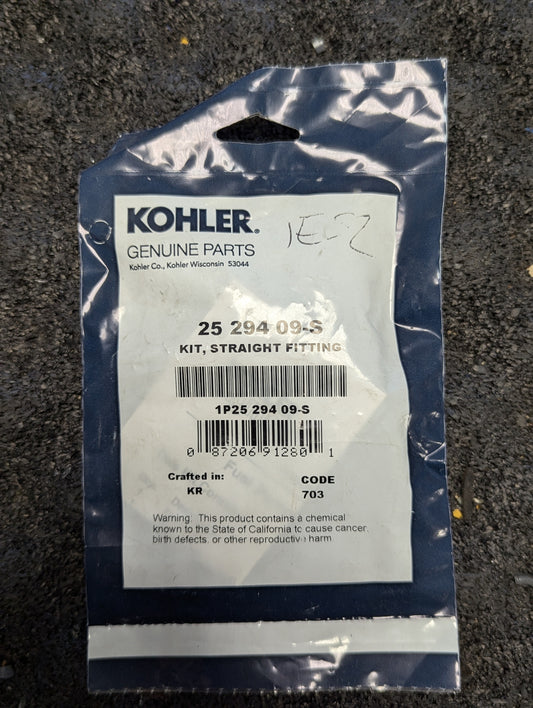 KOHLER®
GENUINE PARTS
Kohler Co., Kohler Wisconsin 53044
25 294 09-S
KIT, STRAIGHT FITTING
1P25 294 09-S
0 87206 91280 1
Crafted in:
KR
CODE
703
Warning: This product contains a chemical
known to the State of California to cause cancer,
birth defects, or other reproductive harm.